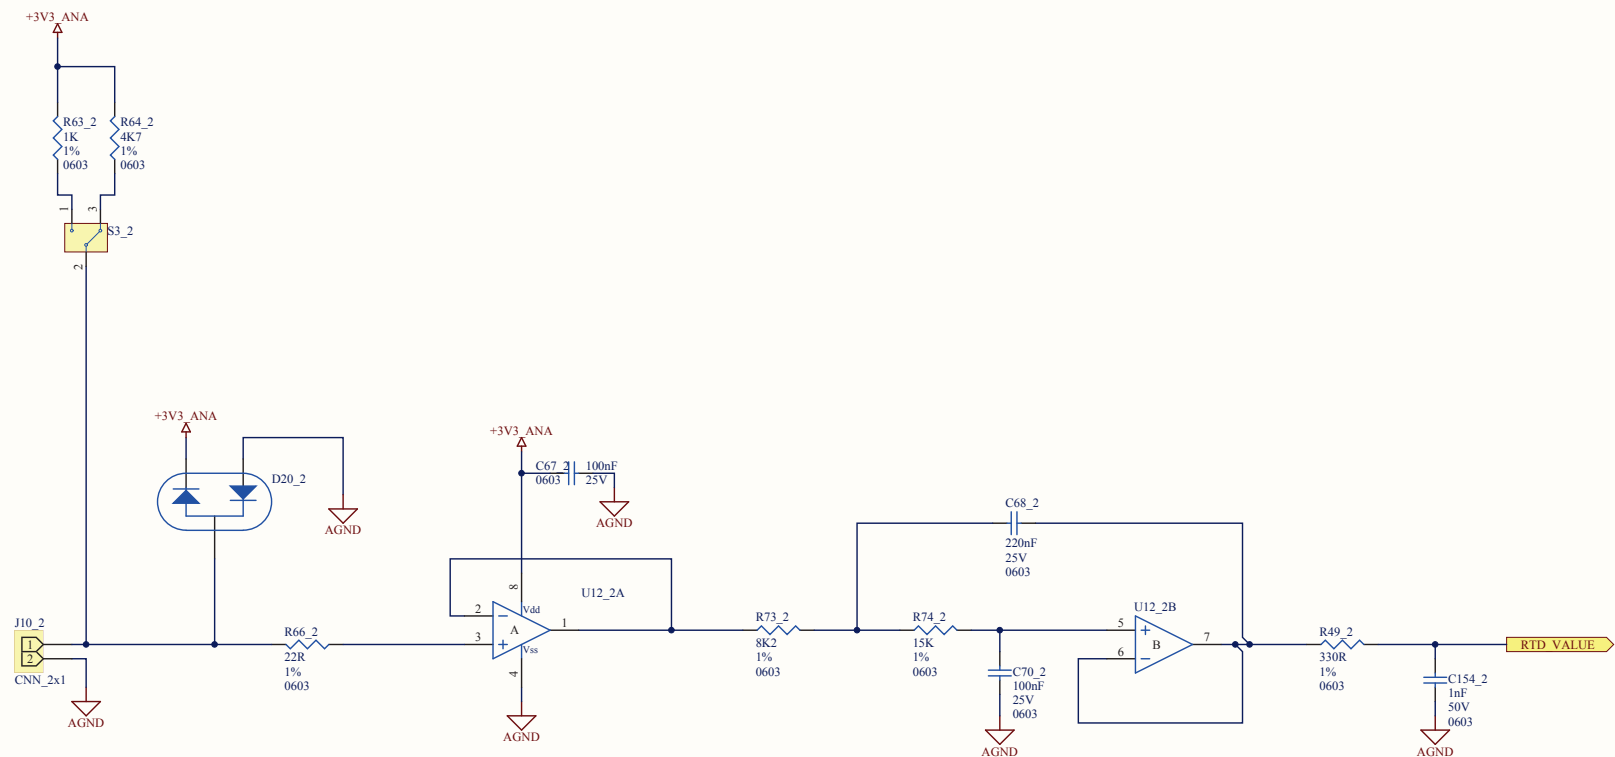 +3V3_ANA
R63_2
1K
1%
0603
R64_2
4K7
1%
0603
1
3
S3_2
2
+3V3_ANA
D20_2
AGND
+3V3_ANA
C67_2
0603
100nF
25V
AGND
C68_2
220nF
25V
0603
J10_2
1
2
CNN_2x1
AGND
R66_2
22R
1%
0603
U12_2A
8
Vdd
2
3
A
1
Vss
4
AGND
R73_2
8K2
1%
0603
R74_2
15K
1%
0603
C70_2
100nF
25V
0603
AGND
U12_2B
5
6
B
7
R49_2
330R
1%
0603
C154_2
1nF
50V
0603
AGND
RTD_VALUE